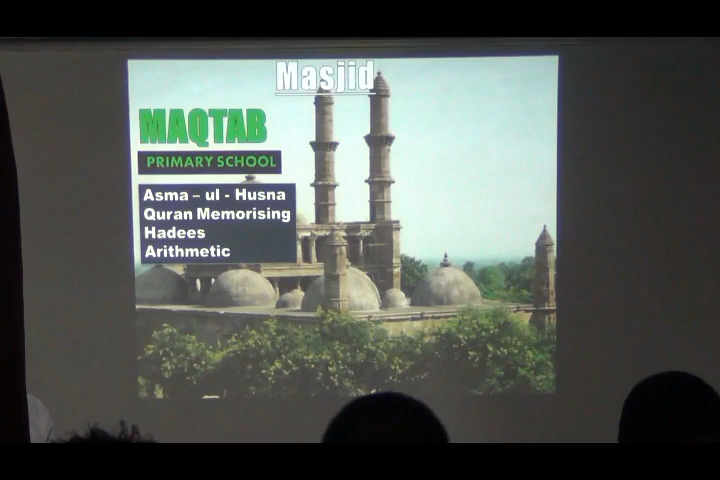 Masjid
MAQTAB
PRIMARY SCHOOL
Asma – ul - Husna
Quran Memorising
Hadees
Arithmetic